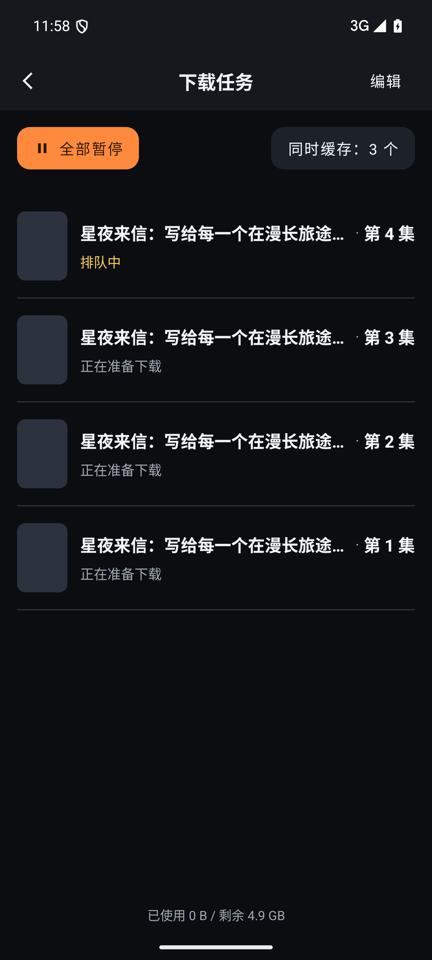 11:58
3G
下载任务
编辑
全部暂停
同时缓存：3 个
星夜来信：写给每一个在漫长旅途... · 第 4 集
排队中
星夜来信：写给每一个在漫长旅途... · 第 3 集
正在准备下载
星夜来信：写给每一个在漫长旅途... · 第 2 集
正在准备下载
星夜来信：写给每一个在漫长旅途... · 第 1 集
正在准备下载
已使用 0 B / 剩余 4.9 GB